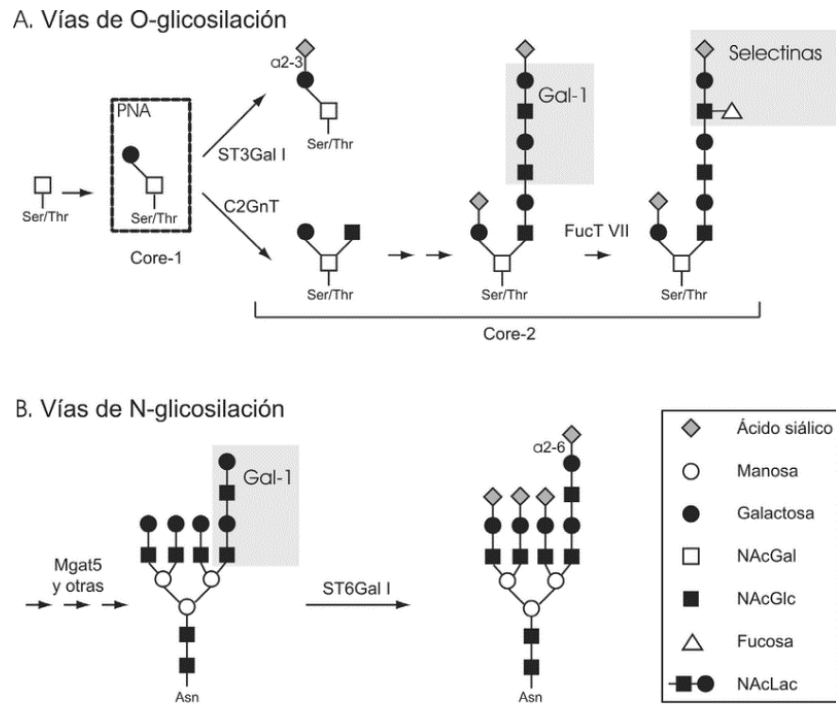 A. Vías de O-glicosilación
α2-3
Selectinas
PNA
Gal-1
ST3Gal I
Ser/Thr
C2GnT
Ser/Thr
Ser/Thr
Core-1
FucT VII
Ser/Thr
Ser/Thr
Ser/Thr
Core-2
B. Vías de N-glicosilación
α2-6
Gal-1
Mgat5
y otras
ST6Gal I
Asn
Asn
Ácido siálico
Manosa
Galactosa
NAcGal
NAcGlc
Fucosa
NAcLac